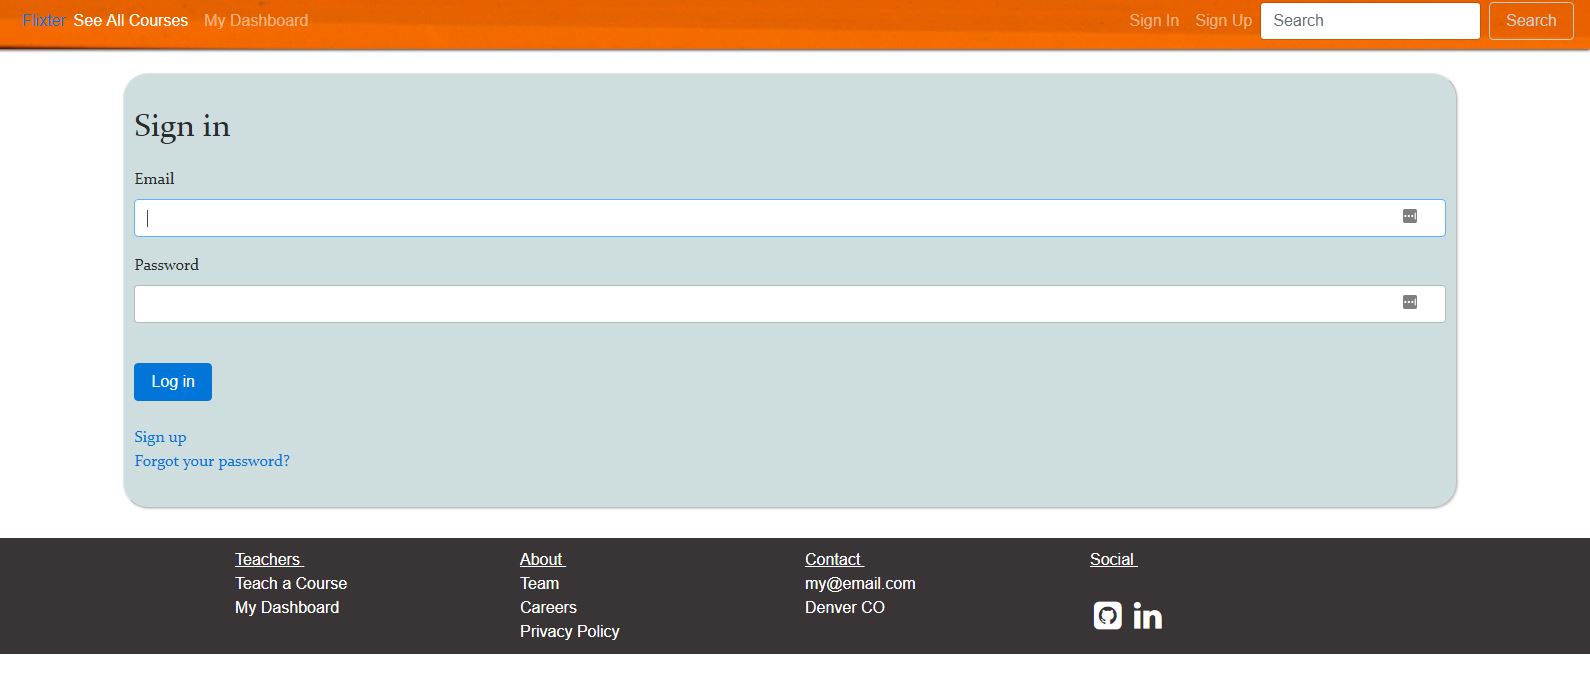 Flixter See All Courses My Dashboard Sign In Sign Up Search Search
Sign in
Email
Password
Log in
Sign up
Forgot your password?
Teachers About Contact Social
Teach a Course Team my@email.com
My Dashboard Careers Denver CO
Privacy Policy
in